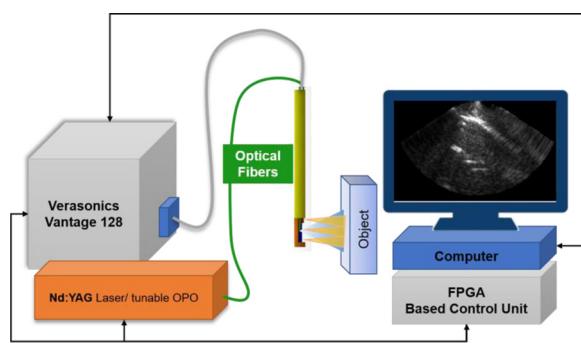 Verasonics
Vantage 128
Optical
Fibers
Object
Nd:YAG Laser/ tunable OPO
Computer
FPGA
Based Control Unit